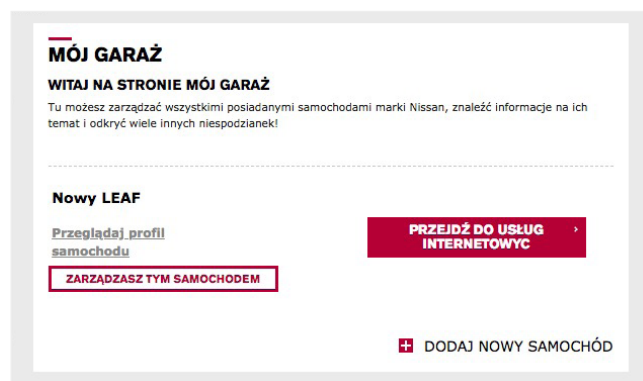 MÓJ GARAŻ
WITAJ NA STRONIE MÓJ GARAŻ
Tu możesz zarządzać wszystkimi posiadanymi samochodami marki Nissan, znaleźć informacje na ich
temat i odkryć wiele innych niespodzianek!
Nowy LEAF
Przeglądaj profil
samochodu
ZARZĄDZASZ TYM SAMOCHODEM
PRZEJDŹ DO USŁUG
INTERNETOWYC
DODAJ NOWY SAMOCHÓD